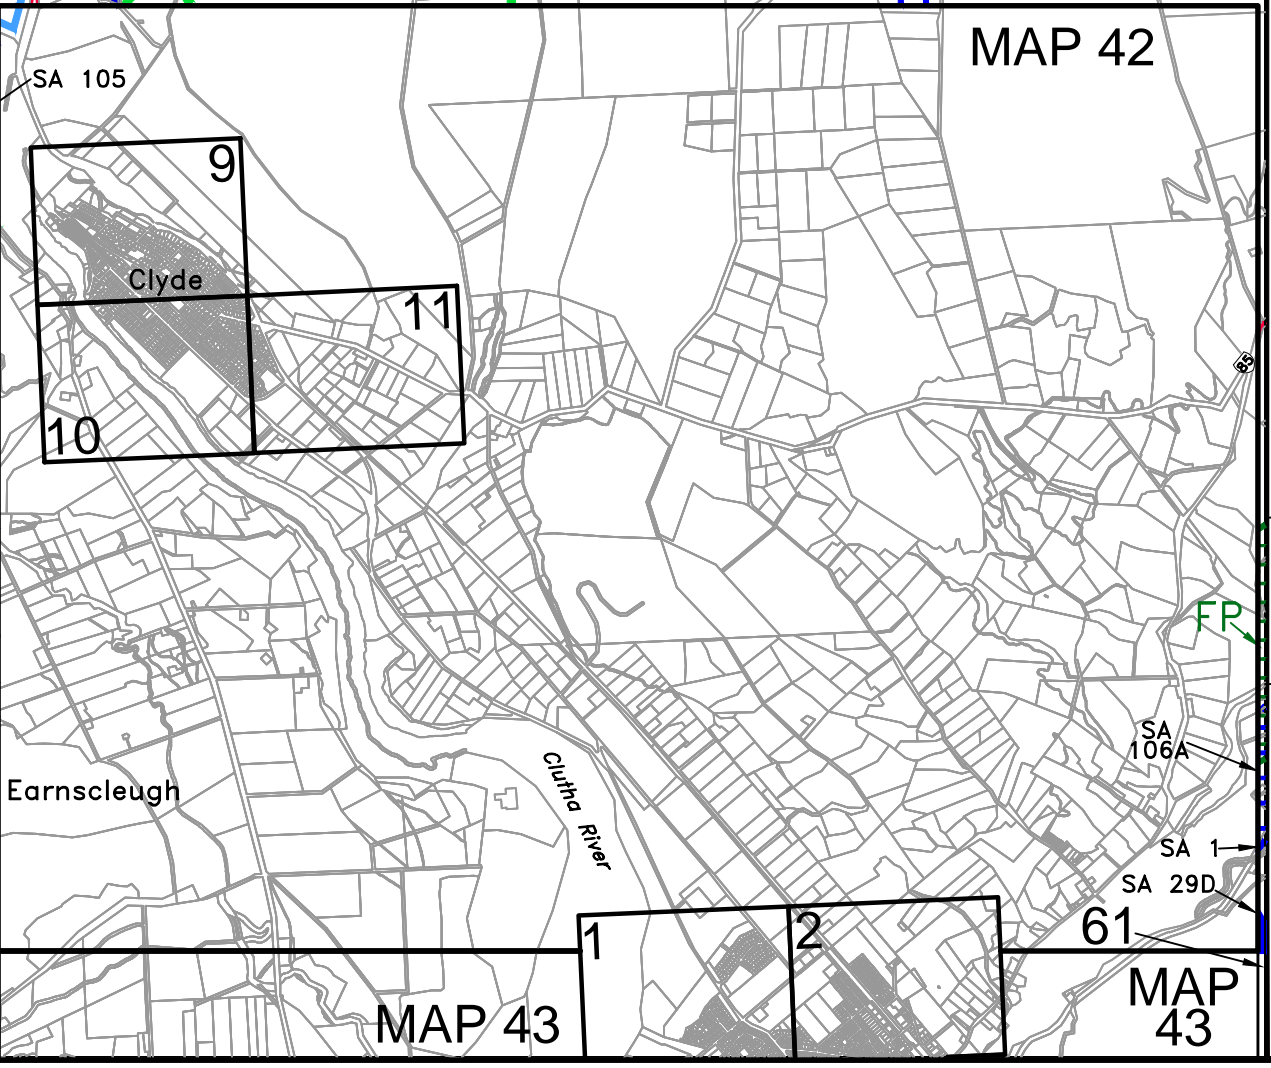 MAP 42
SA 105
9
Clyde
11
85
10
FP
SA
106A
Earnscleugh
Clutha River
SA 1
SA 29D
61
1
2
MAP 43
MAP
43